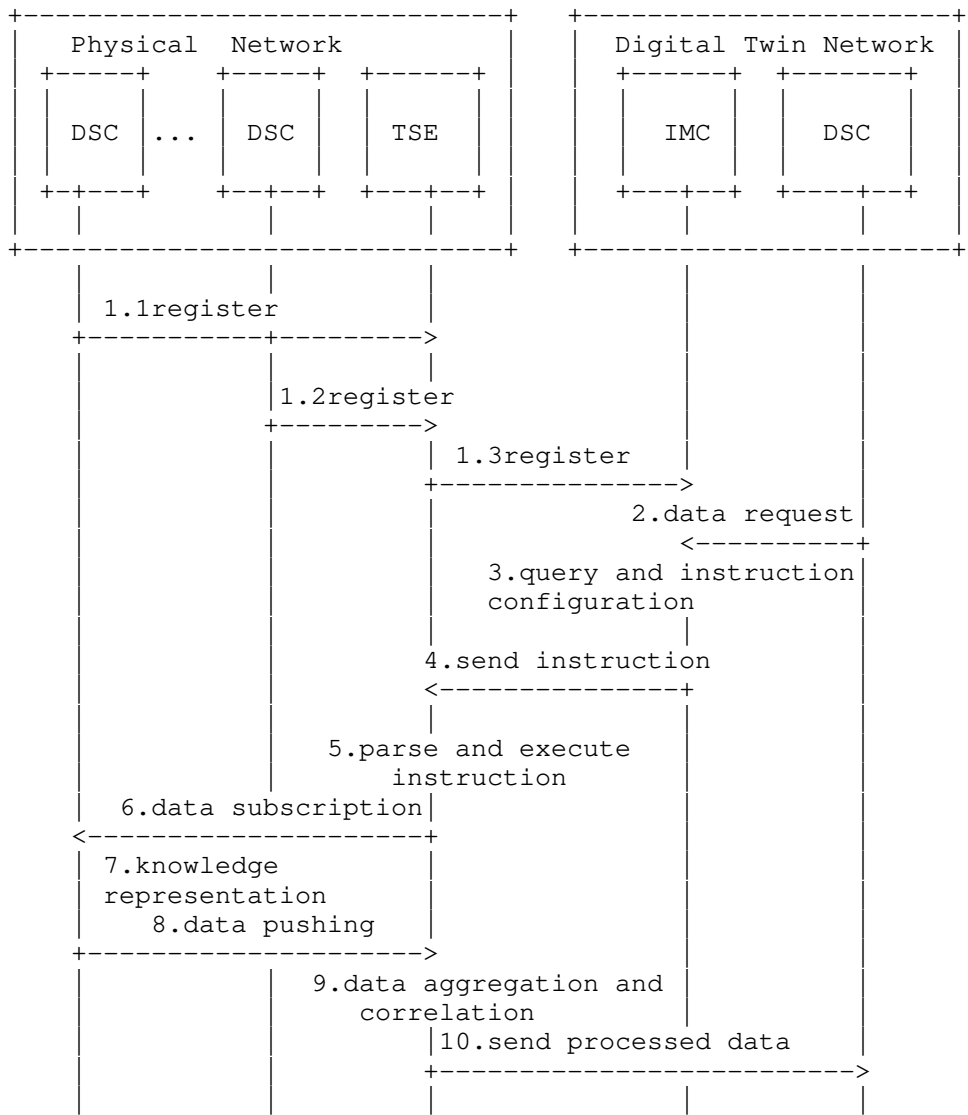 Physical Network
Digital Twin Network
DSC ... DSC TSE IMC DSC
1.1register
1.2register
1.3register
2.data request
3.query and instruction
configuration
4.send instruction
5.parse and execute
instruction
6.data subscription
7.knowledge
representation
8.data pushing
9.data aggregation and
correlation
10.send processed data